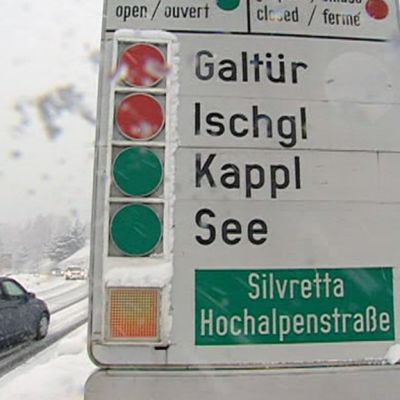 open / ouvert
closed / fermé
Galtür
Ischgl
Kappl
See
Silvretta
Hochalpenstraße